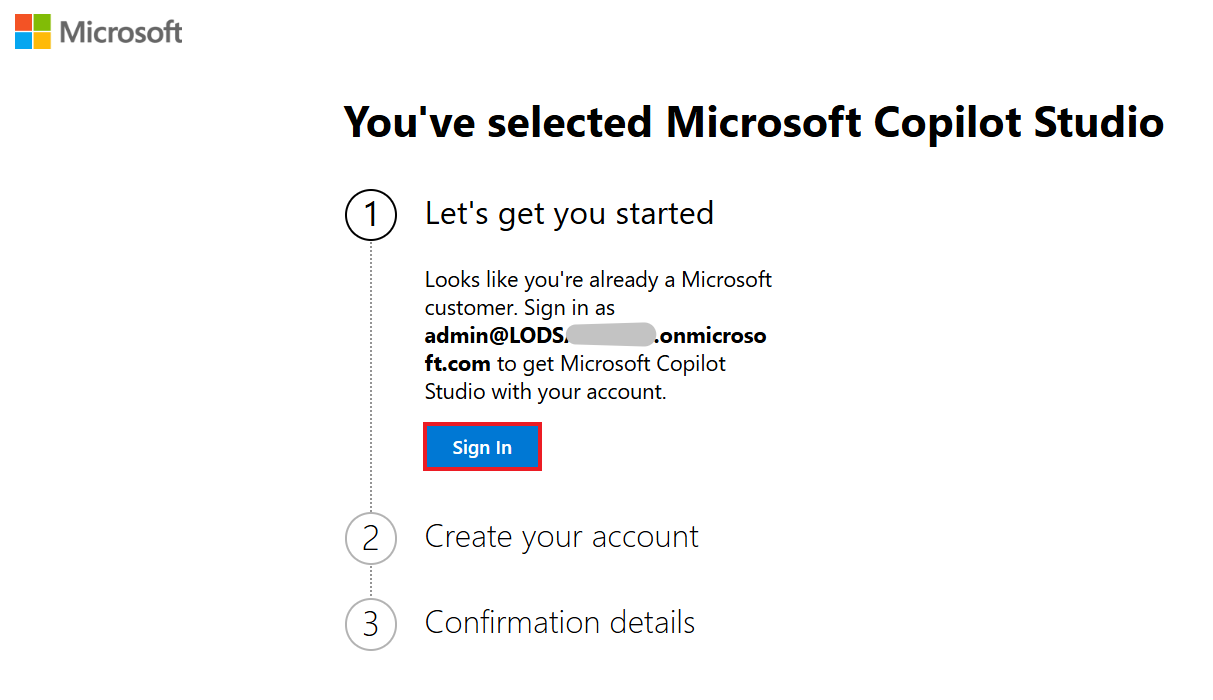 Microsoft
You've selected Microsoft Copilot Studio
1 Let's get you started
Looks like you're already a Microsoft
customer. Sign in as
admin@LODS .onmicroso
ft.com to get Microsoft Copilot
Studio with your account.
Sign In
2 Create your account
3 Confirmation details